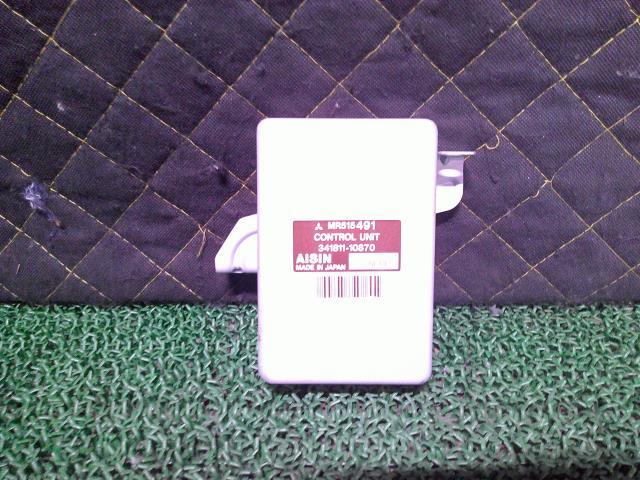 MR515491
CONTROL UNIT
341811-10870
AISIN
MADE IN JAPAN